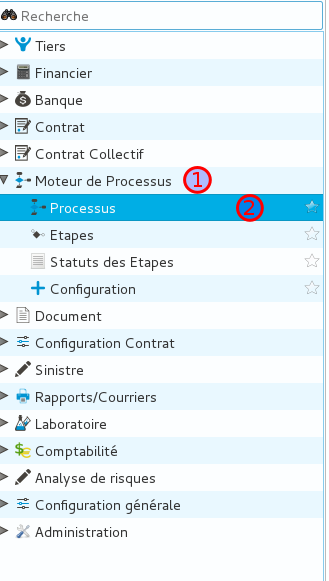 Recherche
Tiers
Financier
Banque
Contrat
Contrat Collectif
Moteur de Processus 1
Processus 2
Etapes
Statuts des Etapes
Configuration
Document
Configuration Contrat
Sinistre
Rapports/Courriers
Laboratoire
Comptabilité
Analyse de risques
Configuration générale
Administration